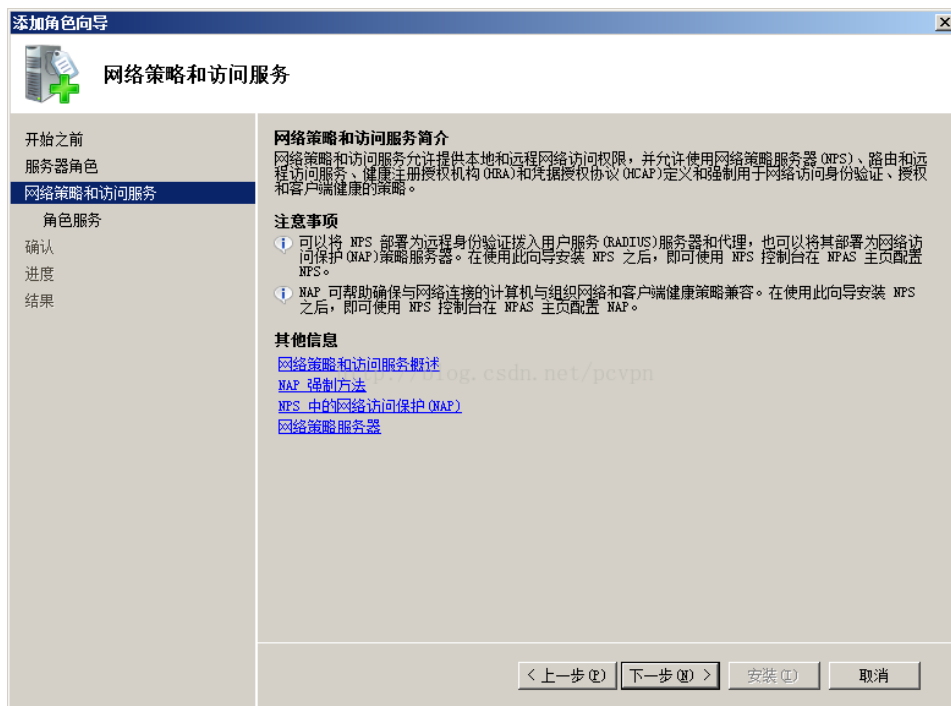 添加角色向导
网络策略和访问服务
开始之前
服务器角色
网络策略和访问服务
角色服务
确认
进度
结果
网络策略和访问服务简介
网络策略和访问服务允许提供本地和远程网络访问权限，并允许使用网络策略服务器(NPS)、路由和远
程访问服务、健康注册授权机构(HRA)和凭据授权协议(HCAP)定义和强制用于网络访问身份验证、授权
和客户端健康的策略。
注意事项
可以将 NPS 部署为远程身份验证拨入用户服务(RADIUS)服务器和代理，也可以将其部署为网络访
问保护(NAP)策略服务器。在使用此向导安装 NPS 之后，即可使用 NPS 控制台在 NPAS 主页配置
NPS。
NAP 可帮助确保与网络连接的计算机与组织网络和客户端健康策略兼容。在使用此向导安装 NPS
之后，即可使用 NPS 控制台在 NPAS 主页配置 NAP。
其他信息
网络策略和访问服务概述
http://blog.csdn.net/pcvpn
NAP 强制方法
NPS 中的网络访问保护(NAP)
网络策略服务器
< 上一步(P)
下一步(N) >
安装(I)
取消